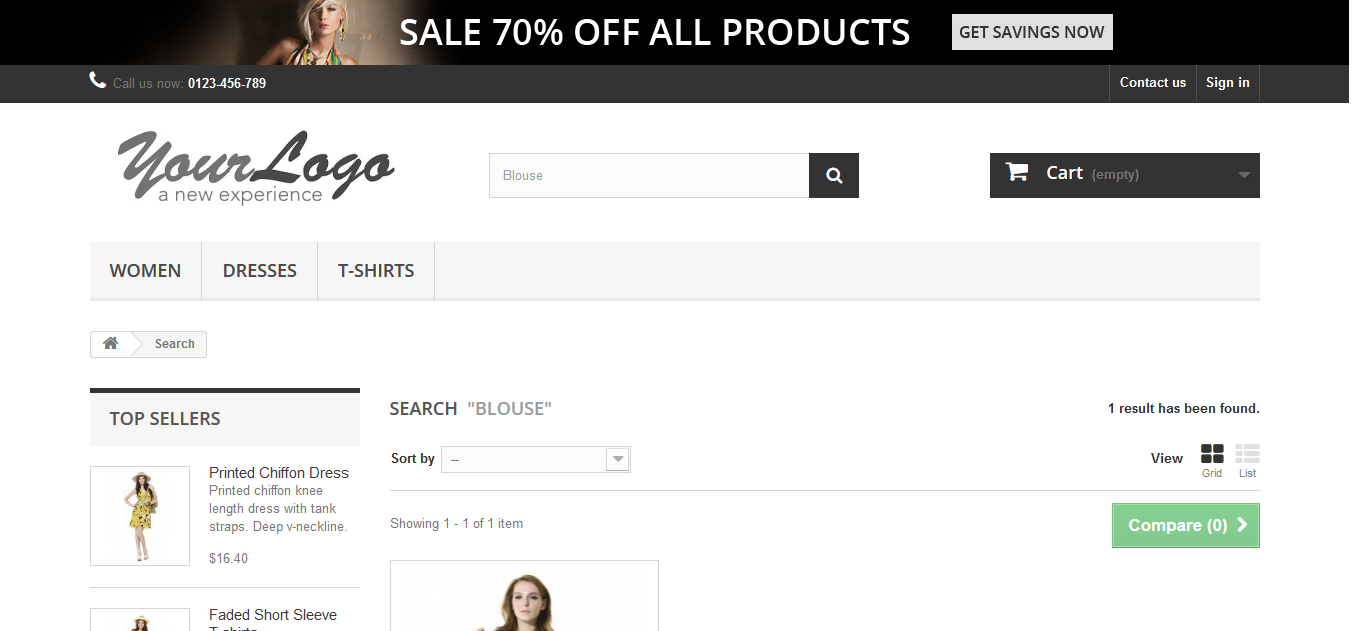 SALE 70% OFF ALL PRODUCTS
GET SAVINGS NOW
Call us now: 0123-456-789
Contact us
Sign in
YourLogo
a new experience
Blouse
Cart (empty)
WOMEN
DRESSES
T-SHIRTS
Search
TOP SELLERS
Printed Chiffon Dress
Printed chiffon knee
length dress with tank
straps. Deep v-neckline.
$16.40
Faded Short Sleeve
T-shirts
SEARCH "BLOUSE"
1 result has been found.
Sort by
--
View
Grid
List
Showing 1 - 1 of 1 item
Compare (0)